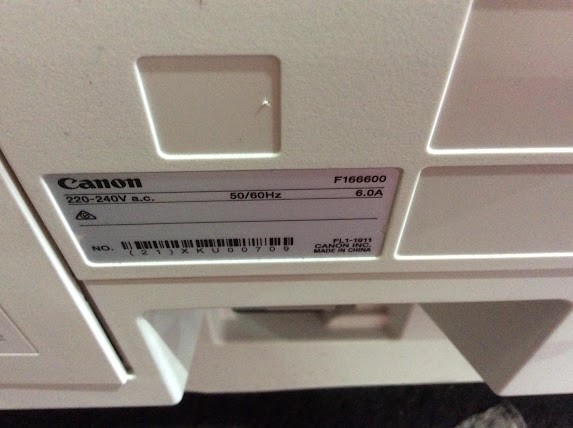 Canon F166600
220-240V a.c. 50/60Hz 6.0A
NO. (21)XKU00709
FL1-1911
CANON INC.
MADE IN CHINA